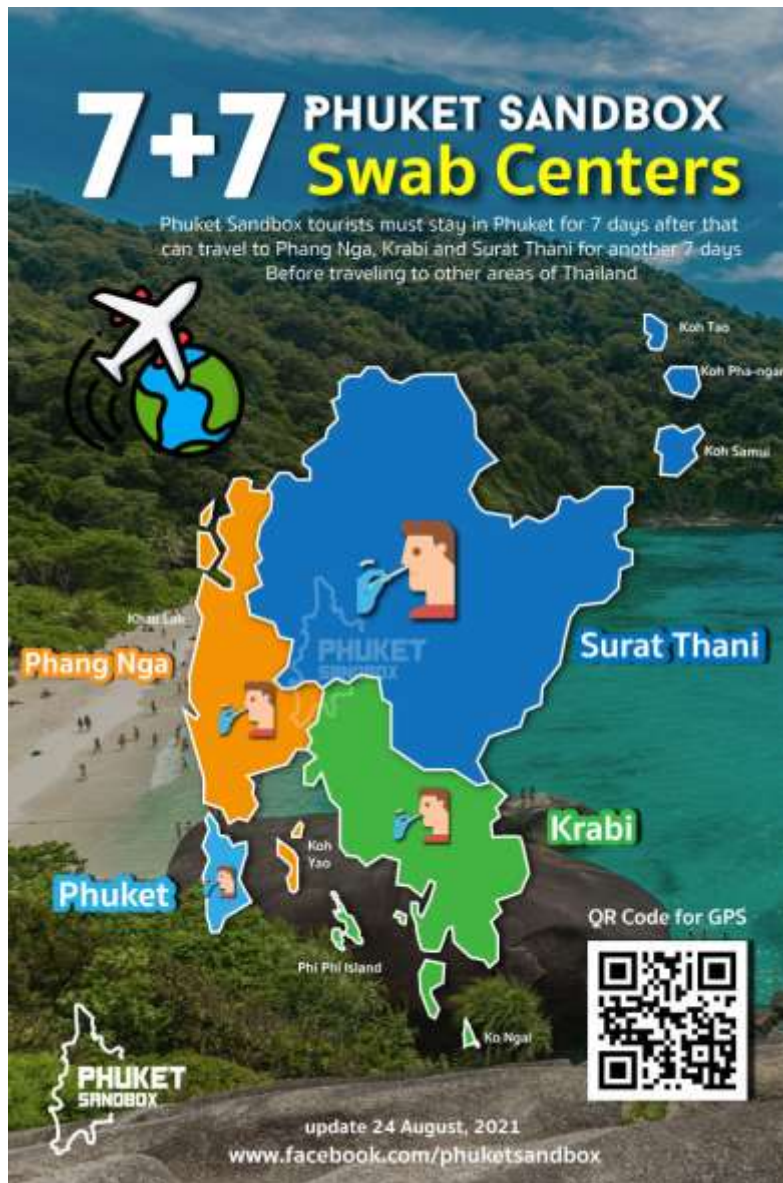 7+7 PHUKET SANDBOX
Swab Centers
Phuket Sandbox tourists must stay in Phuket for 7 days after that
can travel to Phang Nga, Krabi and Surat Thani for another 7 days
Before traveling to other areas of Thailand
Koh Tao
Koh Pha-ngan
Koh Samui
Khao Lak
PHUKET
SANDBOX
Phang Nga
Surat Thani
Krabi
Phuket
Koh
Yao
Phi Phi Island
Ko Ngai
QR Code for GPS
PHUKET
SANDBOX
update 24 August, 2021
www.facebook.com/phuketsandbox